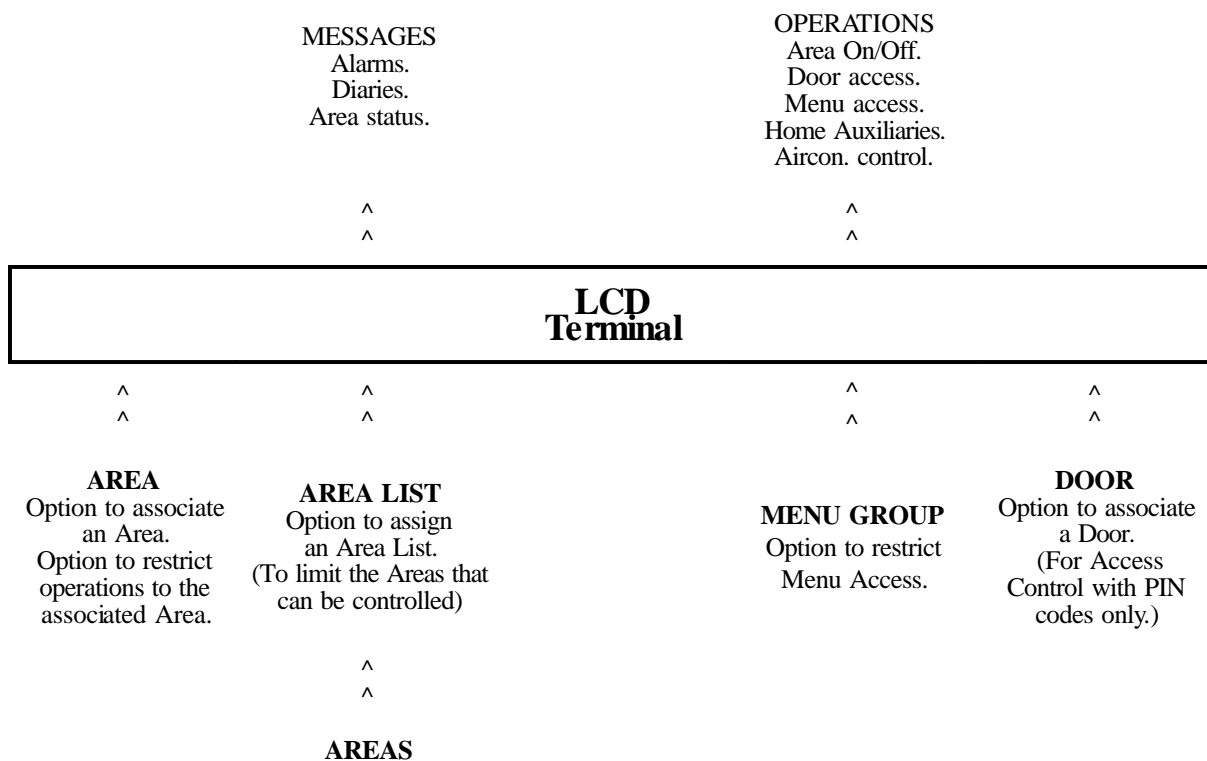 MESSAGES
Alarms.
Diaries.
Area status.
OPERATIONS
Area On/Off.
Door access.
Menu access.
Home Auxiliaries.
Aircon. control.
^
^
^
^
LCD
Terminal
^
^
^
^
^
^
^
^
AREA
Option to associate
an Area.
Option to restrict
operations to the
associated Area.
AREA LIST
Option to assign
an Area List.
(To limit the Areas that
can be controlled)
MENU GROUP
Option to restrict
Menu Access.
DOOR
Option to associate
a Door.
(For Access
Control with PIN
codes only.)
^
^
AREAS